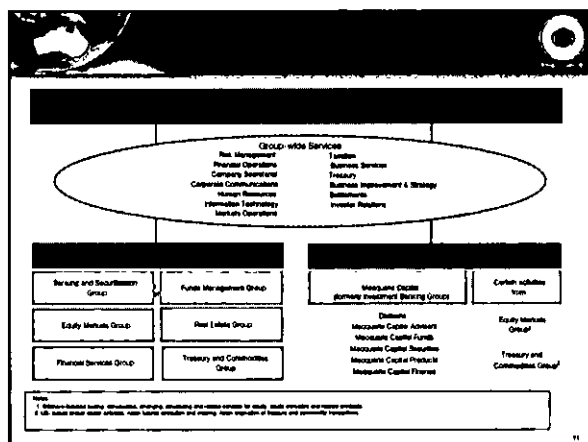 Group-wide Services
Risk Management
Financial Operations
Company Secretarial
Corporate Communications
Human Resources
Information Technology
Markets Operations
Taxation
Business Services
Treasury
Business Improvement & Strategy
Settlements
Investor Relations
Banking and Securitisation
Group
Funds Management Group
Equity Markets Group
Real Estate Group
Financial Services Group
Treasury and Commodities
Group
Macquarie Capital
(formerly Investment Banking Group)
Divisions
Macquarie Capital Advisers
Macquarie Capital Funds
Macquarie Capital Securities
Macquarie Capital Products
Macquarie Capital Finance
Certain activities
from
Equity Markets
Group¹
Treasury and
Commodities Group²
Notes